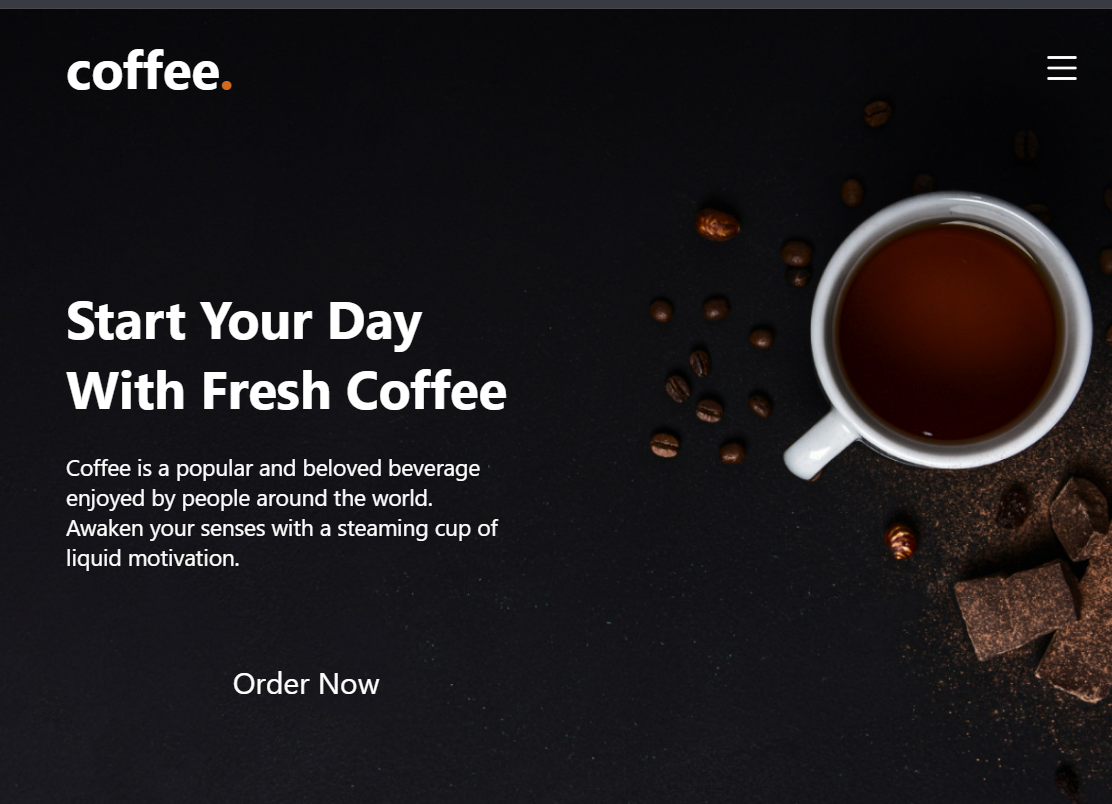 coffee.
Start Your Day
With Fresh Coffee
Coffee is a popular and beloved beverage
enjoyed by people around the world.
Awaken your senses with a steaming cup of
liquid motivation.
Order Now